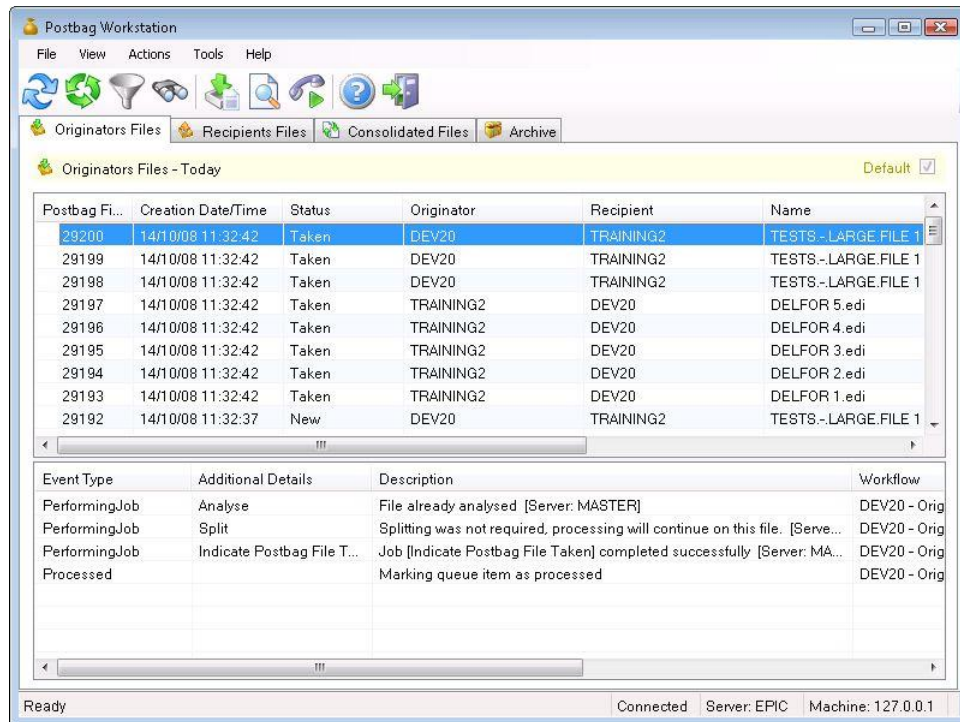 Postbag Workstation
File View Actions Tools Help
Originators Files Recipients Files Consolidated Files Archive
Originators Files - Today Default
Postbag Fi... Creation Date/Time Status Originator Recipient Name
29200 14/10/08 11:32:42 Taken DEV20 TRAINING2 TESTS.-.LARGE.FILE 1
29199 14/10/08 11:32:42 Taken DEV20 TRAINING2 TESTS.-.LARGE.FILE 1
29198 14/10/08 11:32:42 Taken DEV20 TRAINING2 TESTS.-.LARGE.FILE 1
29197 14/10/08 11:32:42 Taken TRAINING2 DEV20 DELFOR 5.edi
29196 14/10/08 11:32:42 Taken TRAINING2 DEV20 DELFOR 4.edi
29195 14/10/08 11:32:42 Taken TRAINING2 DEV20 DELFOR 3.edi
29194 14/10/08 11:32:42 Taken TRAINING2 DEV20 DELFOR 2.edi
29193 14/10/08 11:32:42 Taken TRAINING2 DEV20 DELFOR 1.edi
29192 14/10/08 11:32:37 New DEV20 TRAINING2 TESTS.-.LARGE.FILE 1
Event Type Additional Details Description Workflow
PerformingJob Analyse File already analysed [Server: MASTER] DEV20 - Orig
PerformingJob Split Splitting was not required, processing will continue on this file. [Serve... DEV20 - Orig
PerformingJob Indicate Postbag File T... Job [Indicate Postbag File Taken] completed successfully [Server: MA... DEV20 - Orig
Processed Marking queue item as processed DEV20 - Orig
Ready Connected Server: EPIC Machine: 127.0.0.1